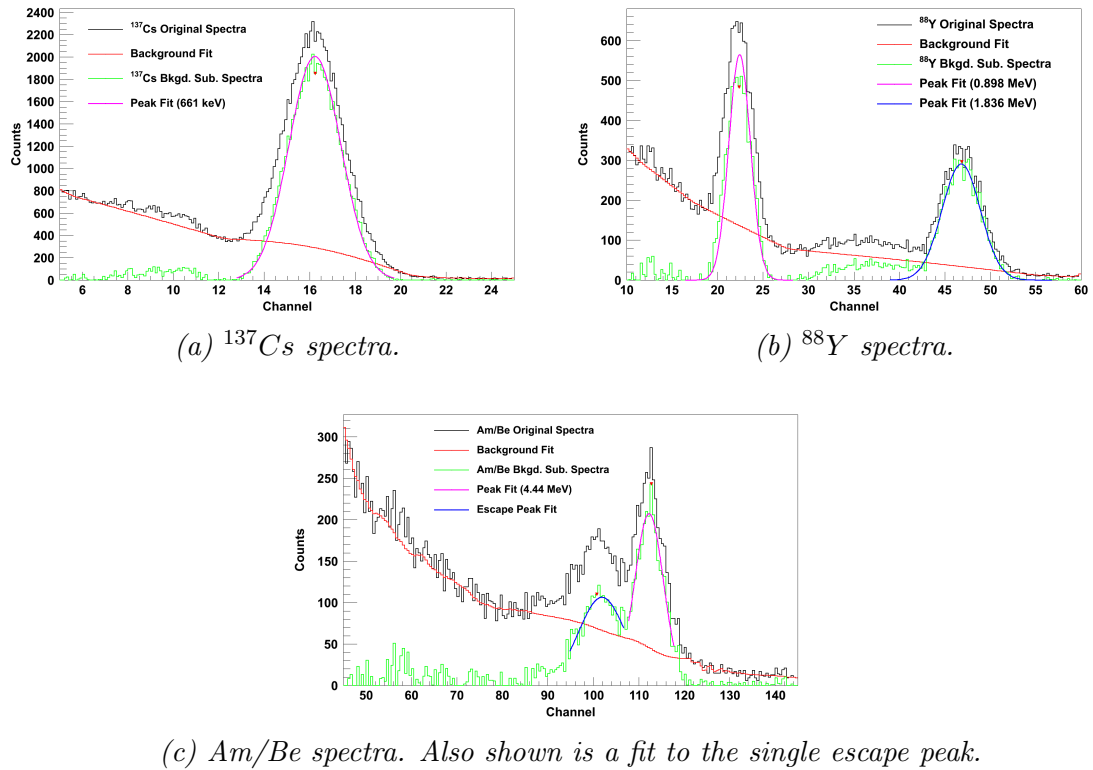 2400
2200
2000
1800
1600
1400
1200
1000
800
600
400
200
0
Counts
6 8 10 12 14 16 18 20 22 24
Channel
¹³⁷Cs Original Spectra
Background Fit
¹³⁷Cs Bkgd. Sub. Spectra
Peak Fit (661 keV)
(a) ¹³⁷Cs spectra.
600
500
400
300
200
100
0
Counts
10 15 20 25 30 35 40 45 50 55 60
Channel
⁸⁸Y Original Spectra
Background Fit
⁸⁸Y Bkgd. Sub. Spectra
Peak Fit (0.898 MeV)
Peak Fit (1.836 MeV)
(b) ⁸⁸Y spectra.
300
250
200
150
100
50
0
Counts
50 60 70 80 90 100 110 120 130 140
Channel
Am/Be Original Spectra
Background Fit
Am/Be Bkgd. Sub. Spectra
Peak Fit (4.44 MeV)
Escape Peak Fit
(c) Am/Be spectra. Also shown is a fit to the single escape peak.